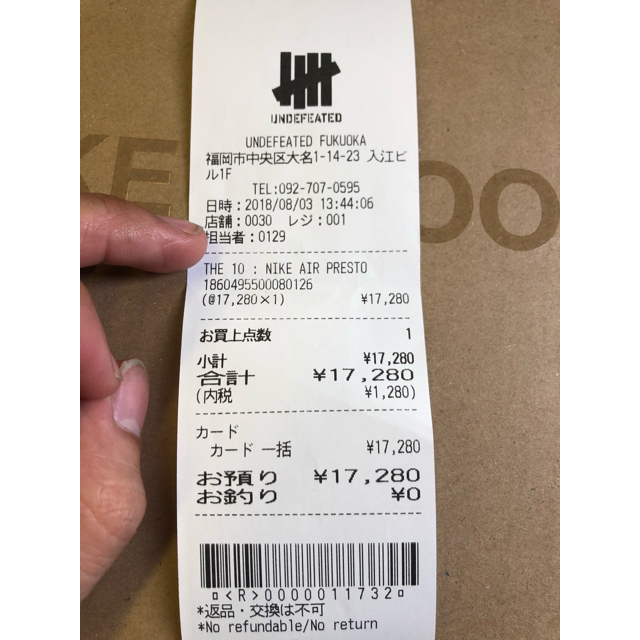 UNDEFEATED
UNDEFEATED FUKUOKA
福岡市中央区大名1-14-23 入江ビ
ル1F
TEL:092-707-0595
日時:2018/08/03 13:44:06
店舗:0030 レジ:001
担当者:0129
THE 10 : NIKE AIR PRESTO
1860495500080126
(@17,280×1) ¥17,280
お買上点数 1
小計 ¥17,280
合計 ¥17,280
(内税 ¥1,280)
カード
カード 一括 ¥17,280
お預り ¥17,280
お釣り ¥0
¤<R>0000011732¤
*返品・交換は不可
*No refundable/No return